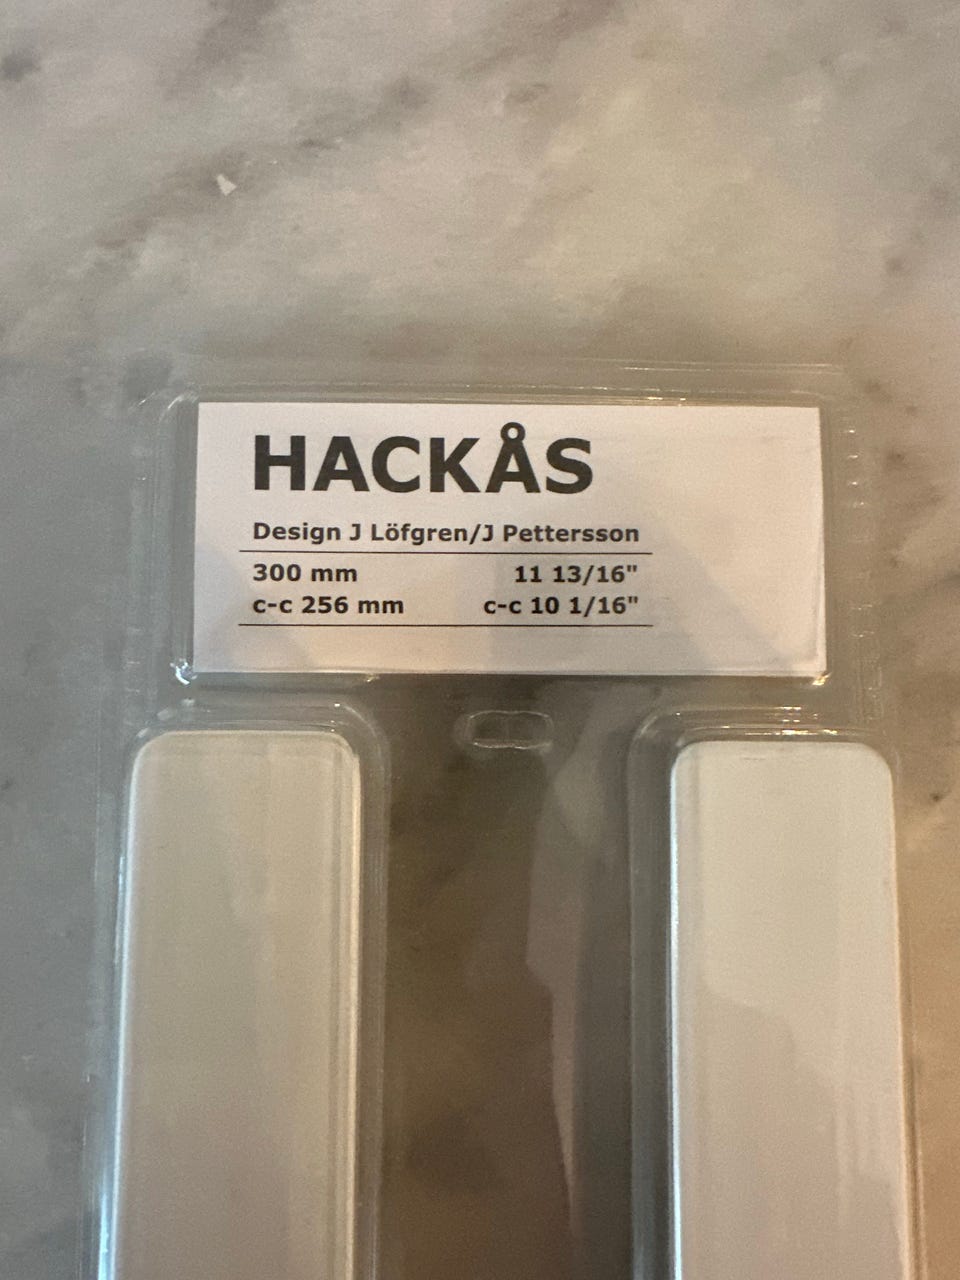 HACKÅS
Design J Löfgren/J Pettersson
300 mm 11 13/16"
c-c 256 mm c-c 10 1/16"